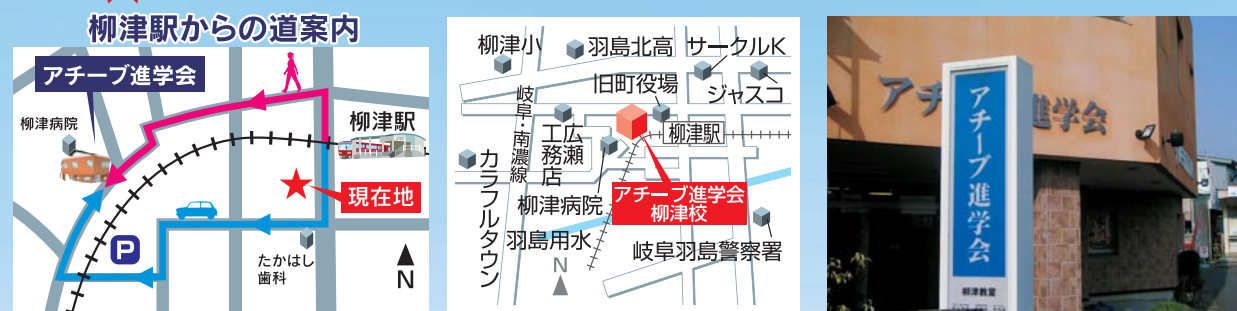 柳津駅からの道案内
アチーブ進学会
柳津病院
柳津駅
現在地
P
たかはし
歯科
N
柳津小
羽島北高
サークルK
旧町役場
ジャスコ
岐阜・南濃線
広瀬
工務店
柳津駅
カラフルタウン
柳津病院
アチーブ進学会
柳津校
羽島用水
岐阜羽島警察署
N
アチーブ進学会
アチーブ進学会
柳津教室